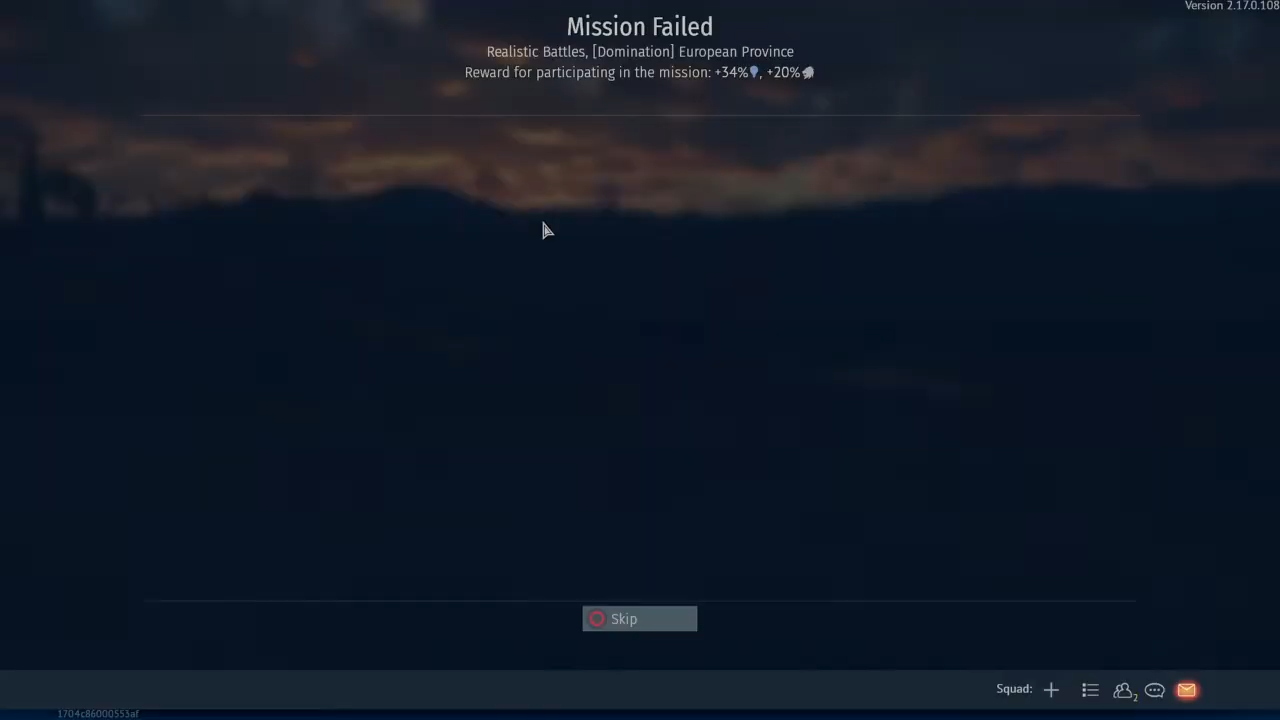 Version 2.17.0.108
Mission Failed
Realistic Battles, [Domination] European Province
Reward for participating in the mission: +34%, +20%
Skip
Squad:
2
1704c86000553af